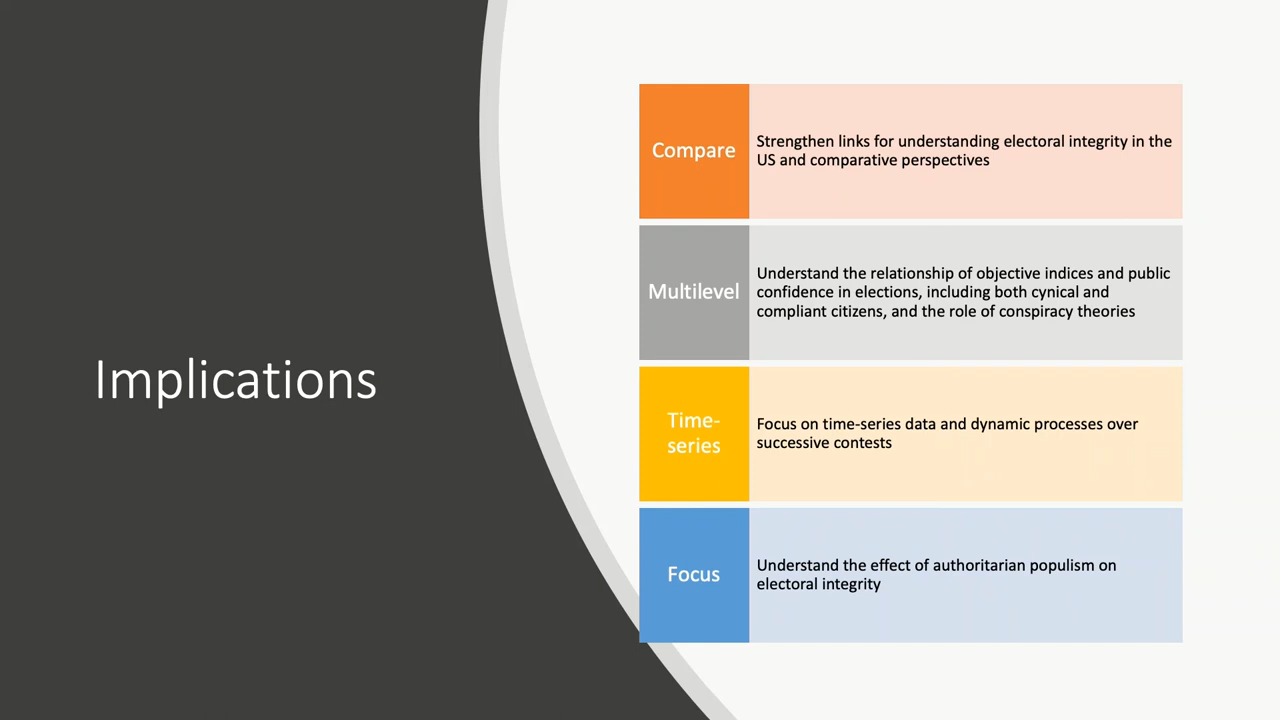 Implications
Compare
Strengthen links for understanding electoral integrity in the
US and comparative perspectives
Multilevel
Understand the relationship of objective indices and public
confidence in elections, including both cynical and
compliant citizens, and the role of conspiracy theories
Time-
series
Focus on time-series data and dynamic processes over
successive contests
Focus
Understand the effect of authoritarian populism on
electoral integrity